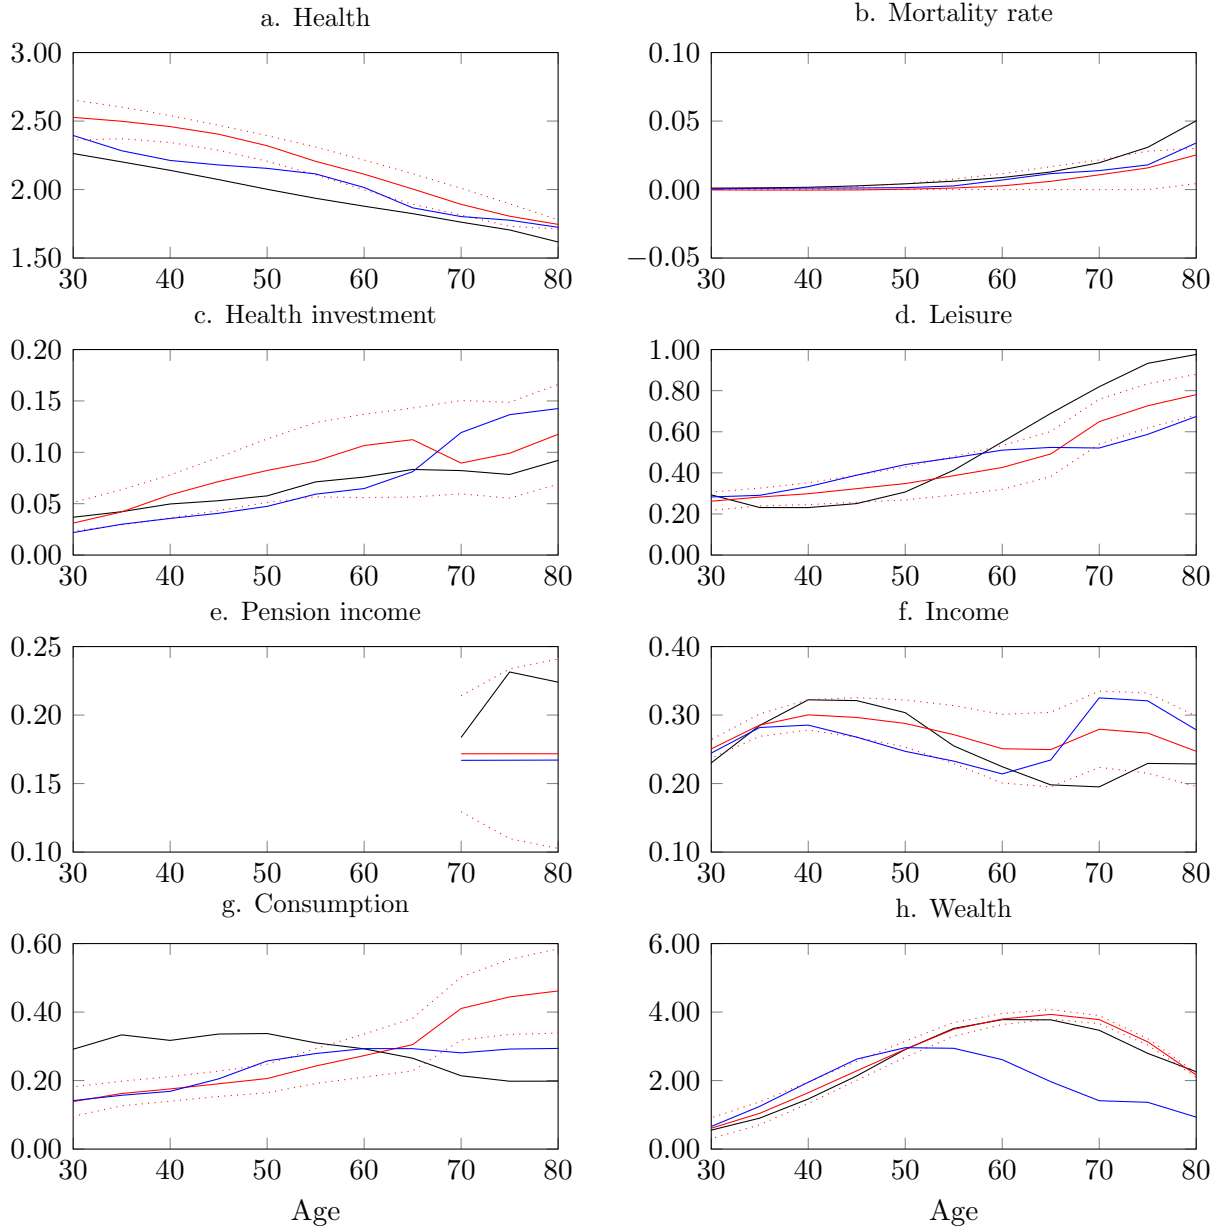 a. Health
b. Mortality rate
3.00
2.50
2.00
1.50
30 40 50 60 70 80
0.10
0.05
0.00
−0.05
30 40 50 60 70 80
c. Health investment
d. Leisure
0.20
0.15
0.10
0.05
0.00
30 40 50 60 70 80
1.00
0.80
0.60
0.40
0.20
0.00
30 40 50 60 70 80
e. Pension income
f. Income
0.25
0.20
0.15
0.10
30 40 50 60 70 80
0.40
0.30
0.20
0.10
30 40 50 60 70 80
g. Consumption
h. Wealth
0.60
0.40
0.20
0.00
30 40 50 60 70 80
Age
6.00
4.00
2.00
0.00
30 40 50 60 70 80
Age